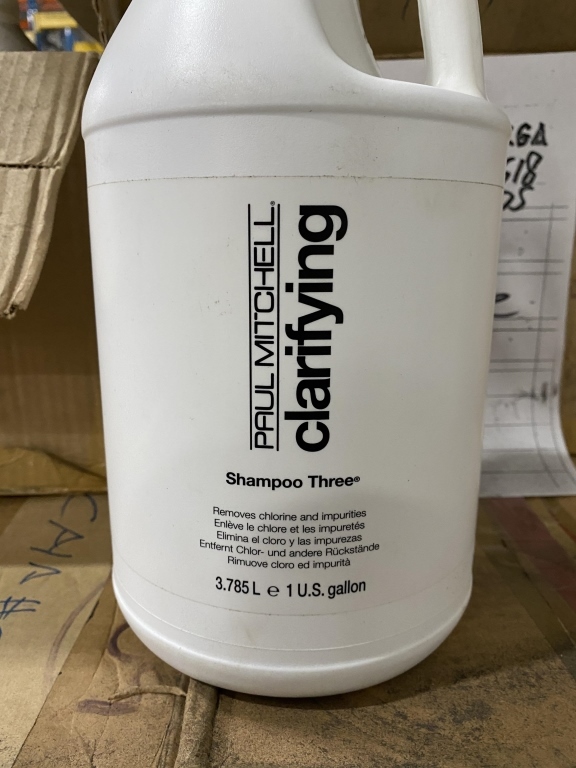 PAUL MITCHELL®
clarifying
Shampoo Three®
Removes chlorine and impurities
Enlève le chlore et les impuretés
Elimina el cloro y las impurezas
Entfernt Chlor- und andere Rückstände
Rimuove cloro ed impurità
3.785 L ℮ 1 U.S. gallon